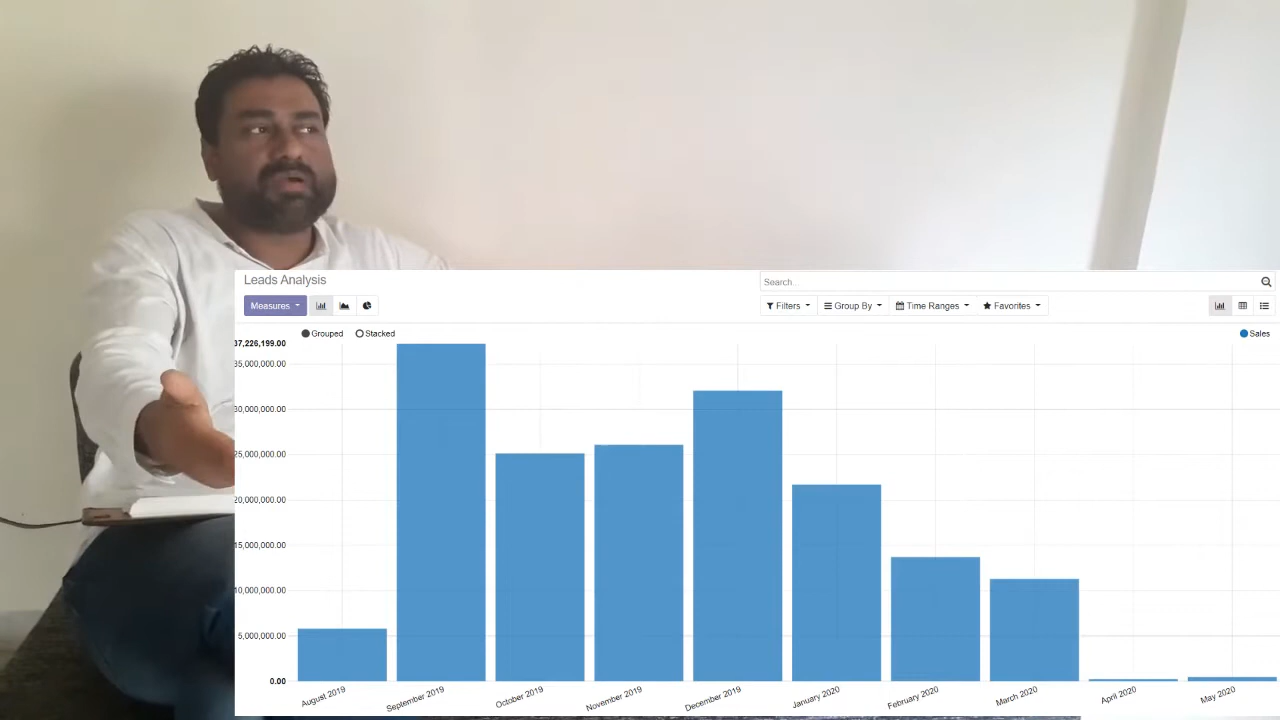 Leads Analysis
Search...
Measures
Filters
Group By
Time Ranges
Favorites
Grouped
Stacked
Sales
37,226,199.00
35,000,000.00
30,000,000.00
25,000,000.00
20,000,000.00
15,000,000.00
10,000,000.00
5,000,000.00
0.00
August 2019
September 2019
October 2019
November 2019
December 2019
January 2020
February 2020
March 2020
April 2020
May 2020